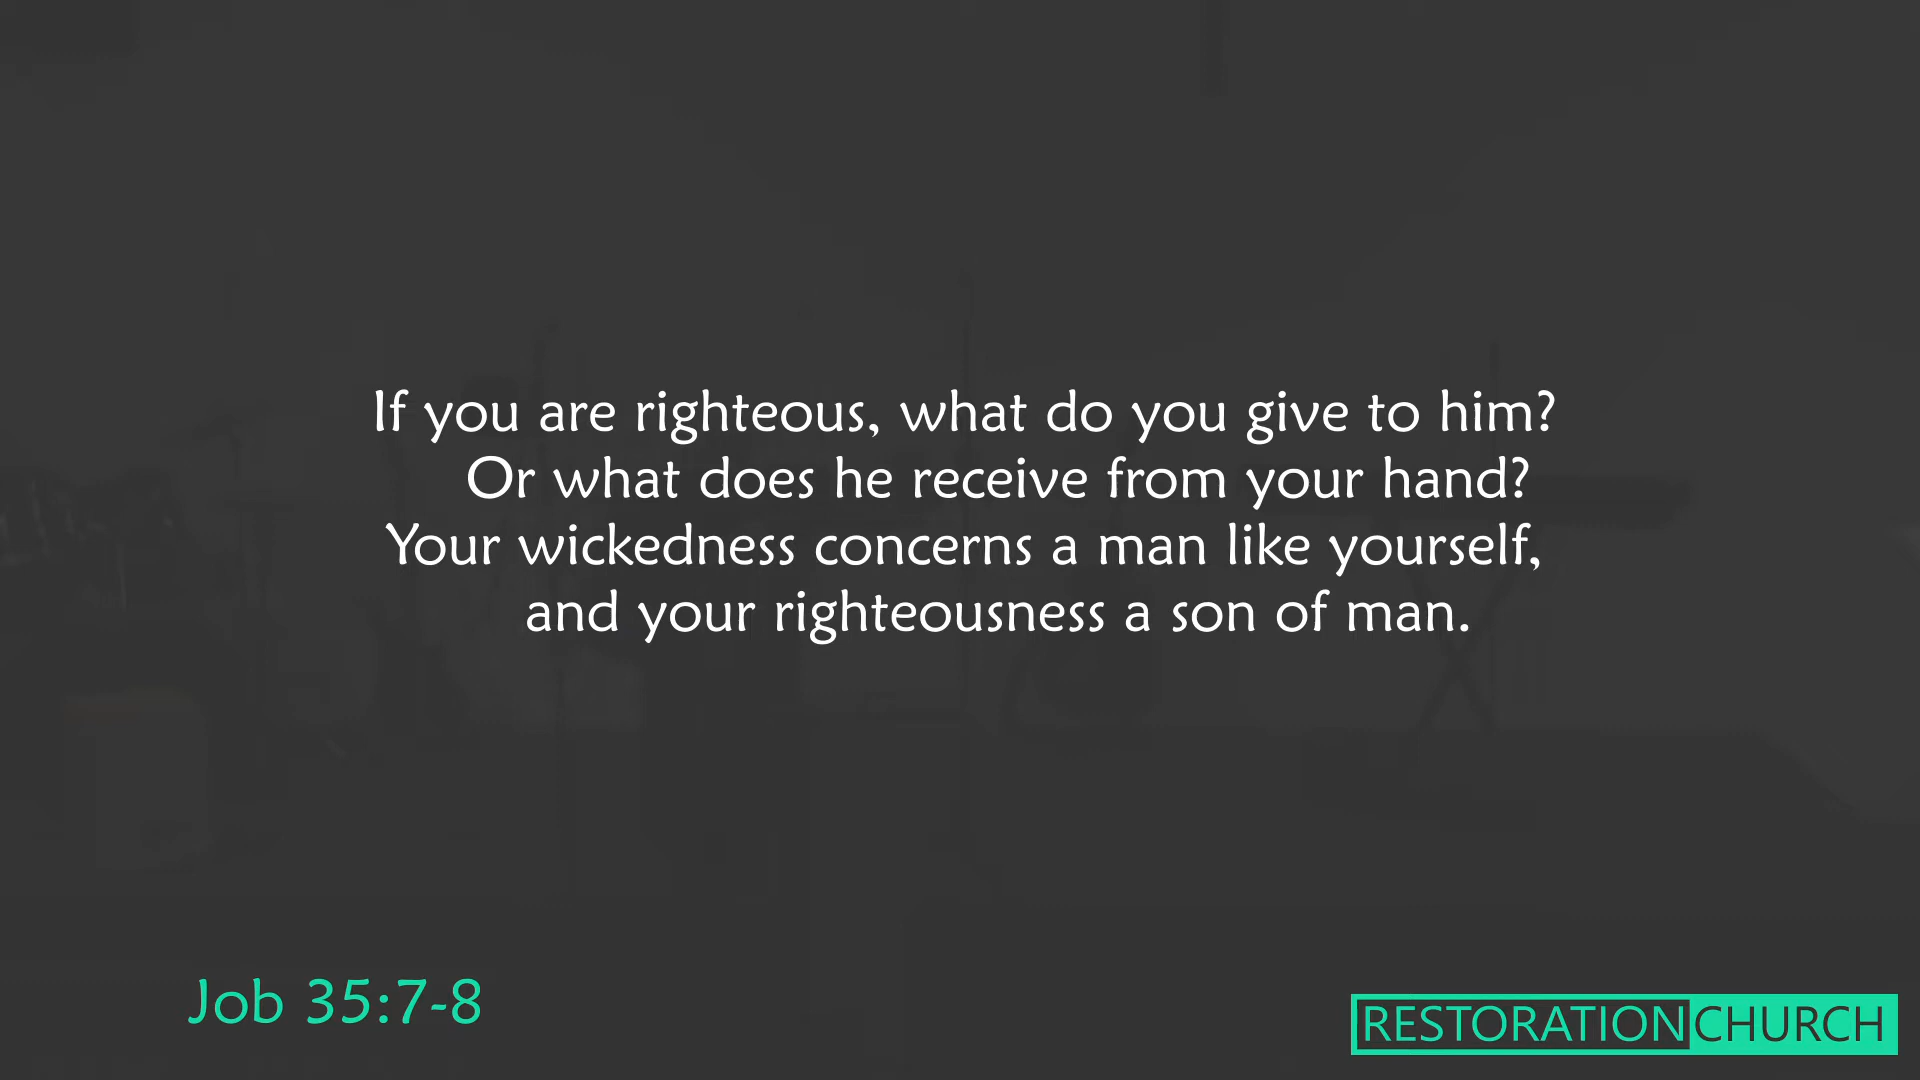 If you are righteous, what do you give to him?
Or what does he receive from your hand?
Your wickedness concerns a man like yourself,
and your righteousness a son of man.
Job 35:7-8
RESTORATIONCHURCH